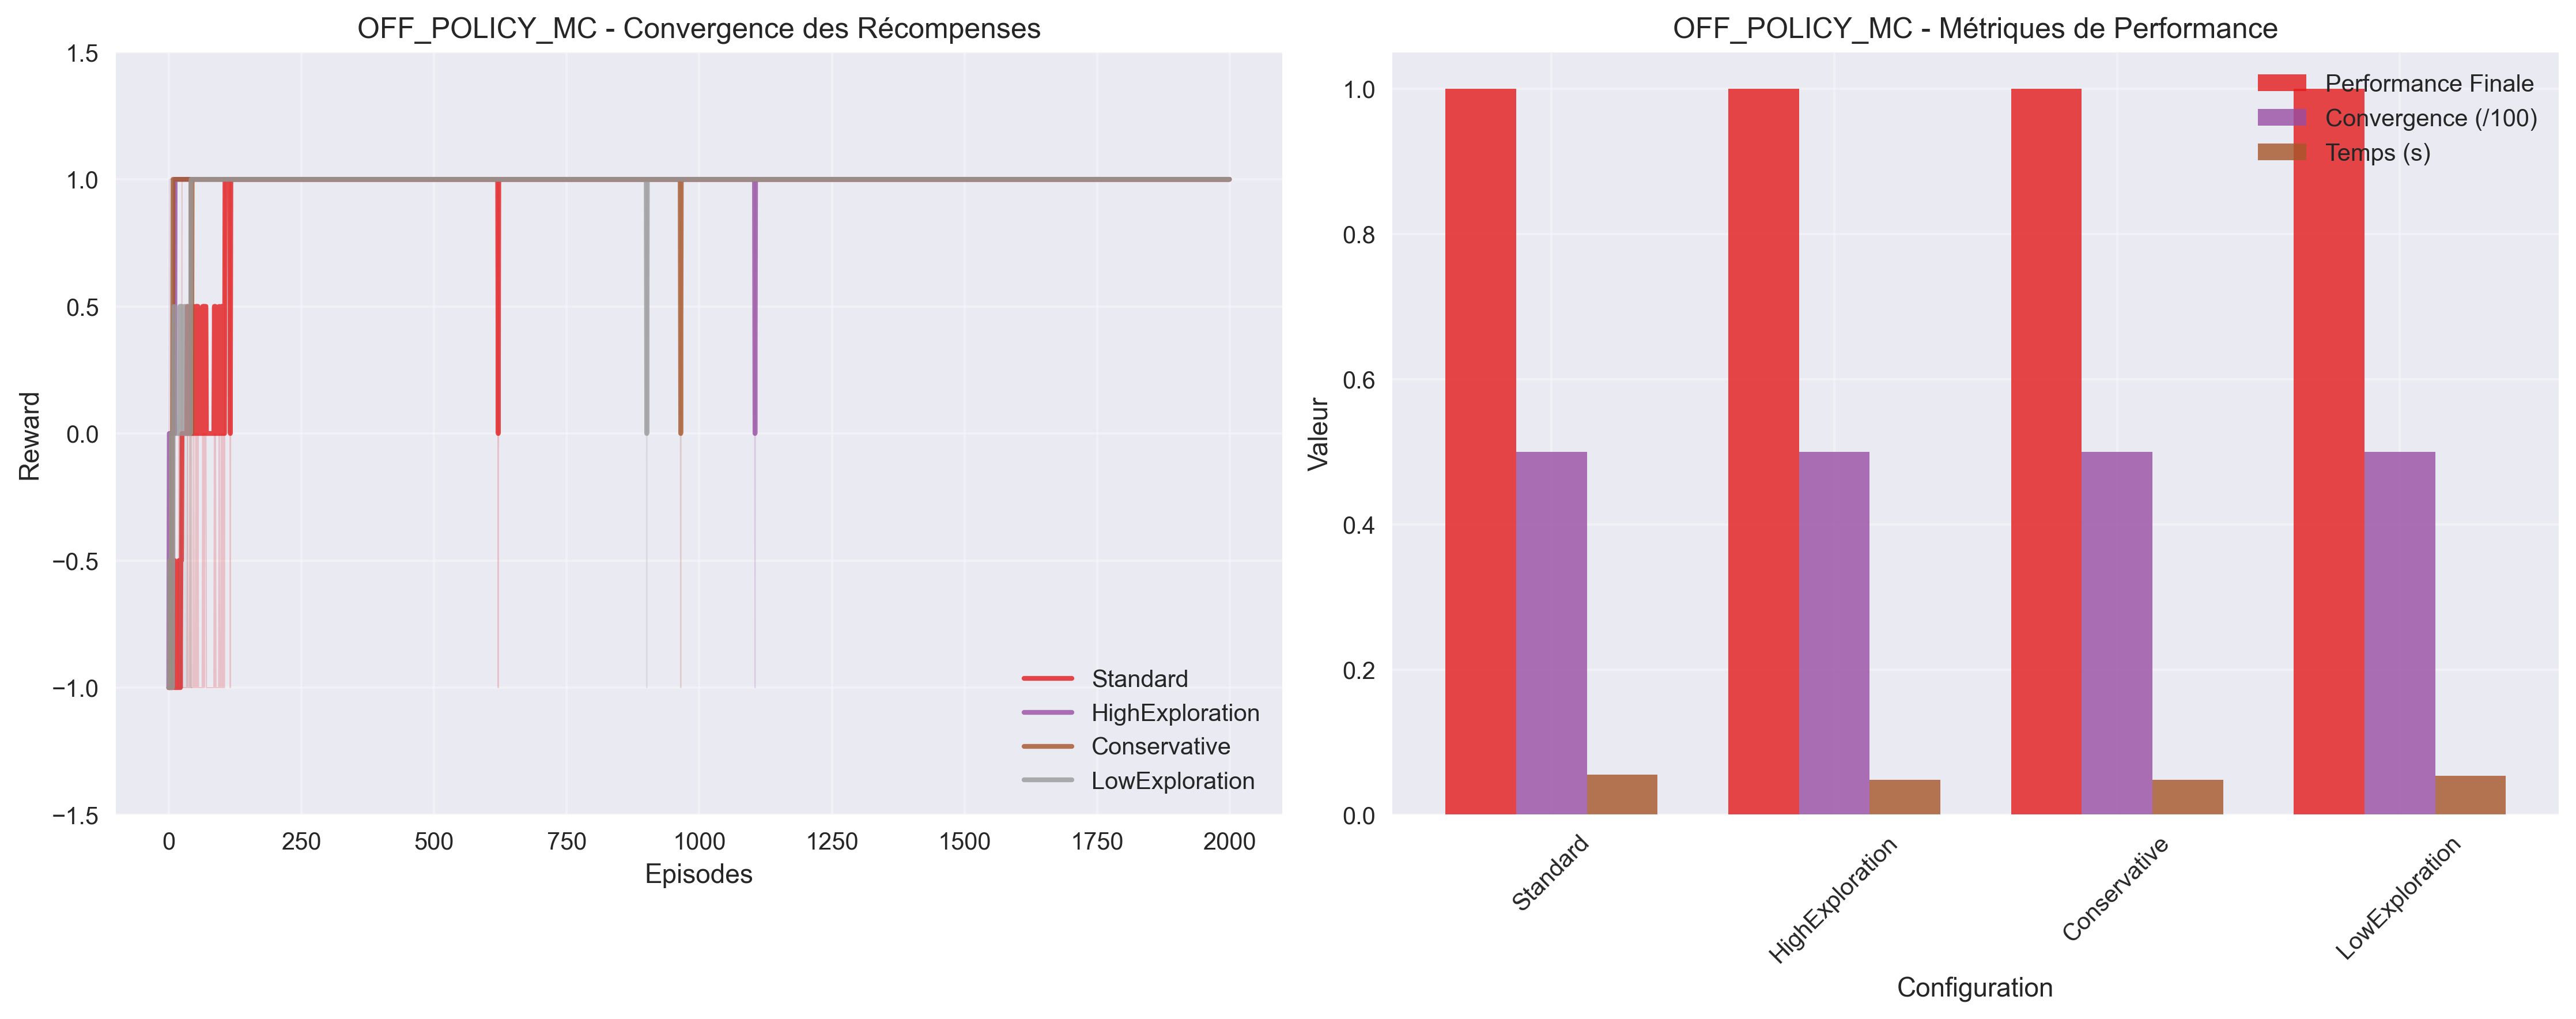 OFF_POLICY_MC - Convergence des Récompenses
1.5
1.0
0.5
0.0
−0.5
−1.0
−1.5
Reward
0 250 500 750 1000 1250 1500 1750 2000
Episodes
Standard
HighExploration
Conservative
LowExploration
OFF_POLICY_MC - Métriques de Performance
1.0
0.8
0.6
0.4
0.2
0.0
Valeur
Performance Finale
Convergence (/100)
Temps (s)
Standard
HighExploration
Conservative
LowExploration
Configuration